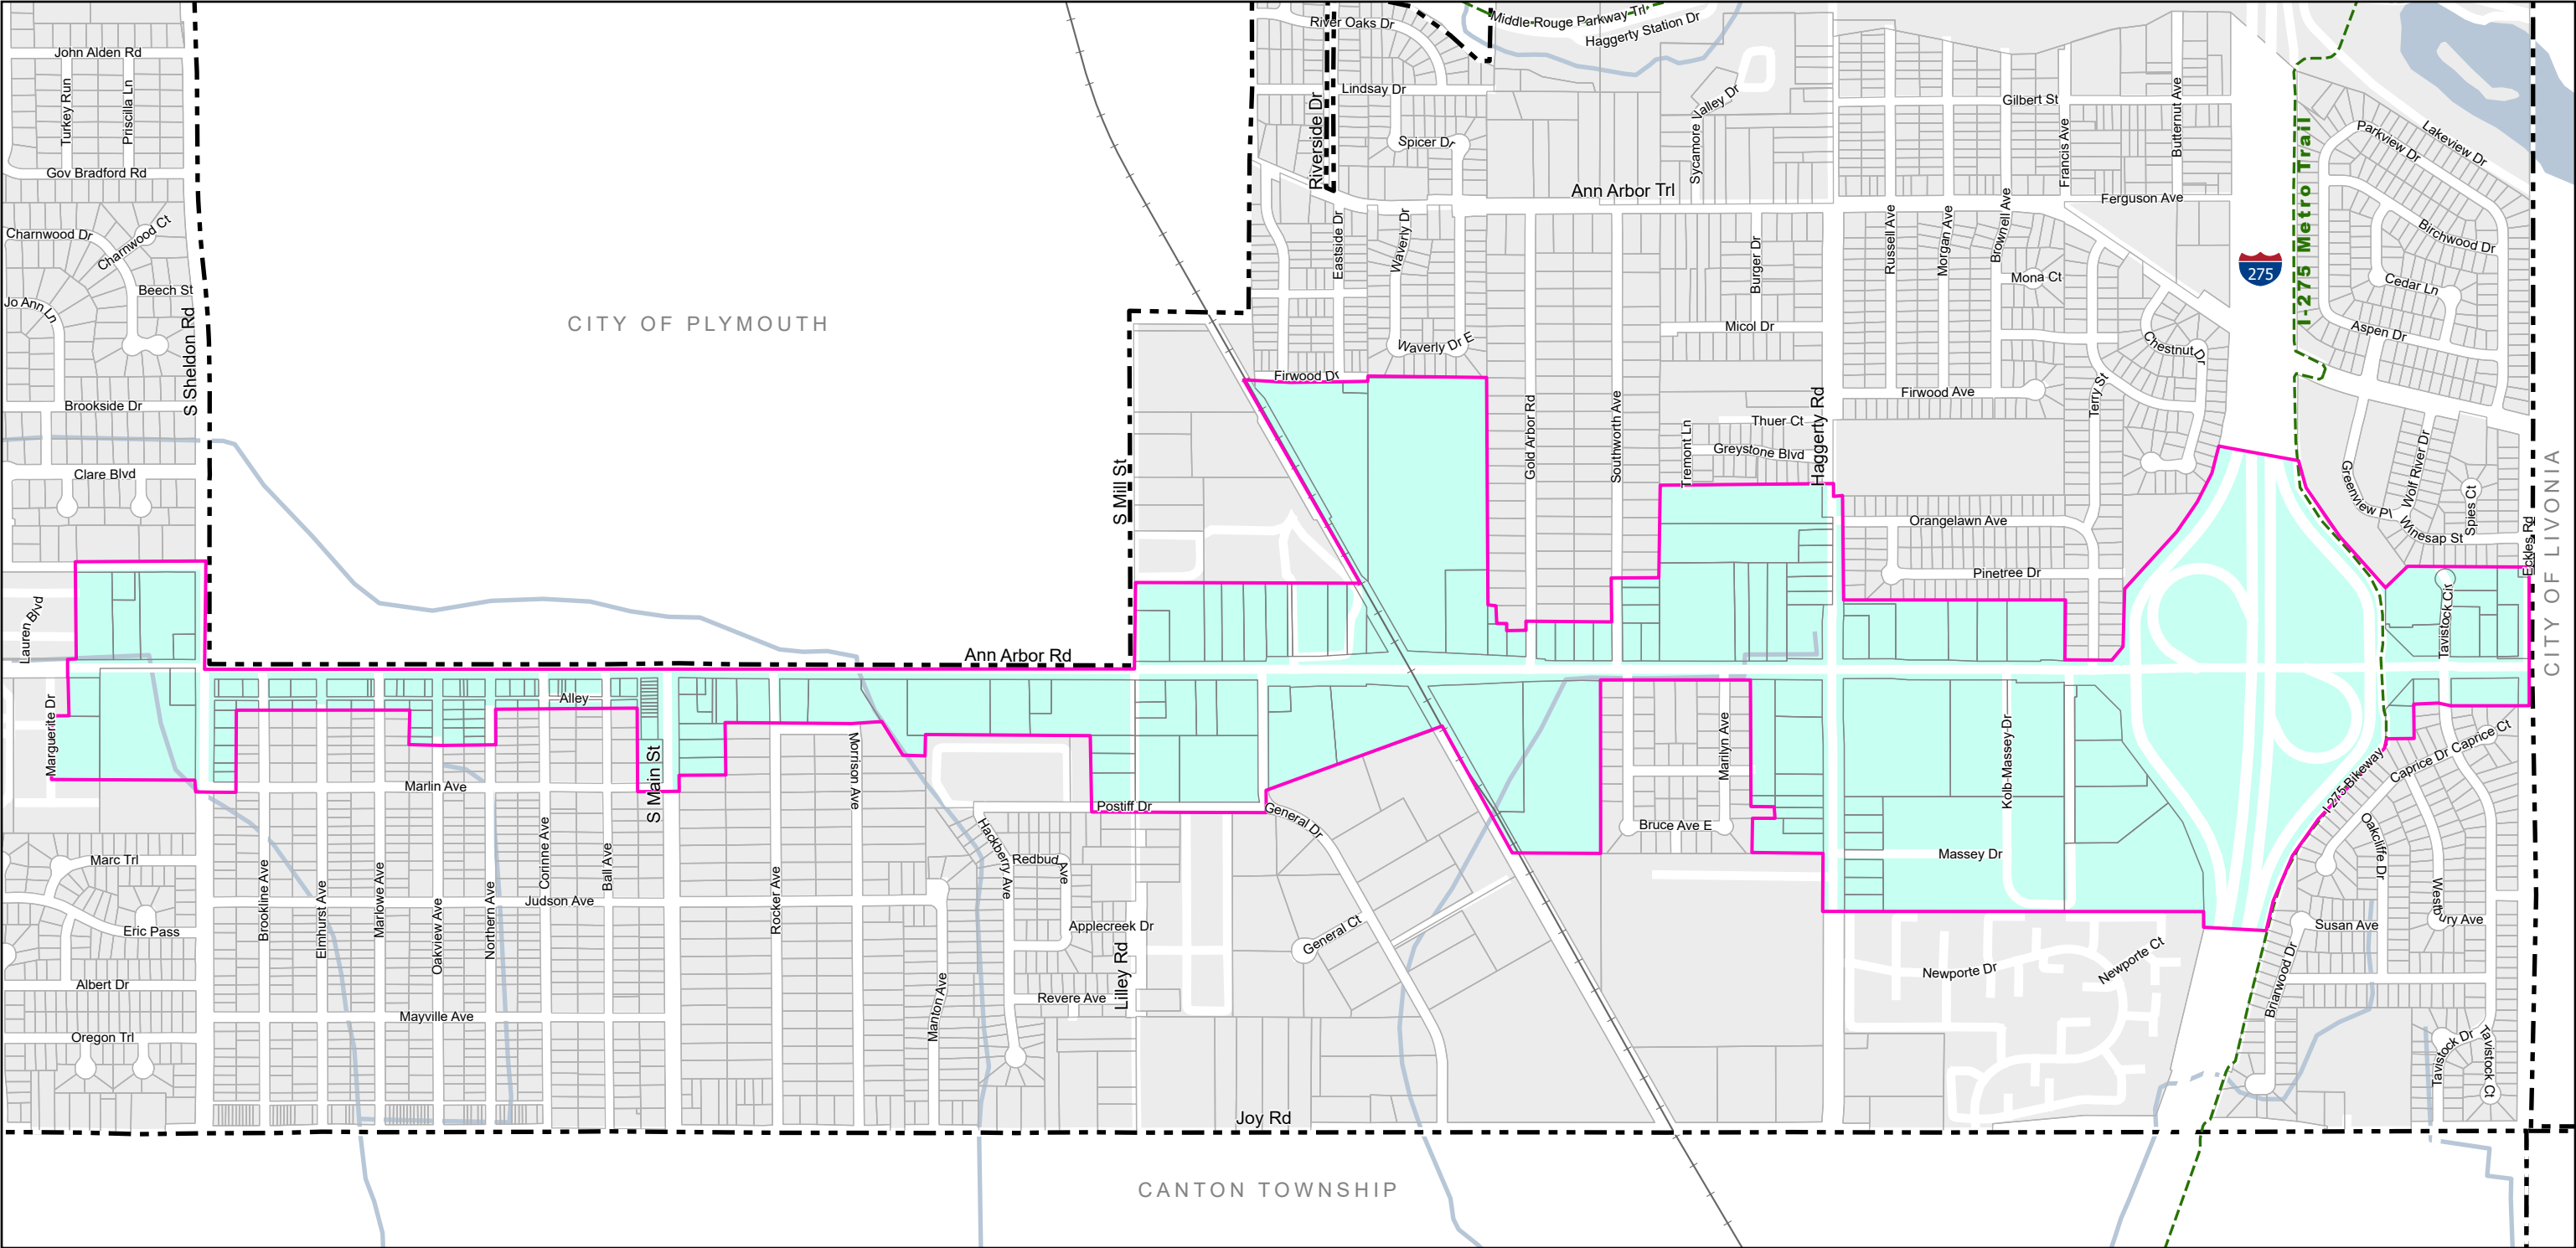 River Oaks Dr
Middle Rouge Parkway Trl
Haggerty Station Dr
John Alden Rd
Turkey Run
Priscilla Ln
Gov Bradford Rd
Lindsay Dr
Riverside Dr
Spicer Dr
Sycamore Valley Dr
Gilbert St
Francis Ave
Butternut Ave
I-275 Metro Trail
Parkview Dr
Lakeview Dr
Ann Arbor Trl
Ferguson Ave
Charnwood Dr
Charnwood Ct
Eastside Dr
Waverly Dr
Burger Dr
Russell Ave
Morgan Ave
Brownell Ave
Birchwood Dr
Mona Ct
275
Cedar Ln
Beech St
Jo Ann Ln
S Sheldon Rd
CITY OF PLYMOUTH
Micol Dr
Waverly Dr E
Chestnut Dr
Aspen Dr
Firwood Dr
Firwood Ave
Terry St
Brookside Dr
Gold Arbor Rd
Southworth Ave
Tremont Ln
Thuer Ct
Greystone Blvd
Haggerty Rd
Clare Blvd
S Mill St
Greenview Pl
Wolf River Dr
Spies Ct
Winesap St
Eckles Rd
CITY OF LIVONIA
Orangelawn Ave
Pinetree Dr
Lauren Blvd
Tavistock Cir
Ann Arbor Rd
Marguerite Dr
Alley
S Main St
Morrison Ave
Marilyn Ave
Kolb-Massey Dr
I-275 Bikeway
Caprice Dr
Caprice Ct
Marlin Ave
Postiff Dr
General Dr
Bruce Ave E
Massey Dr
Oakcliffe Dr
Marc Trl
Brookline Ave
Elmhurst Ave
Marlowe Ave
Oakview Ave
Northern Ave
Corinne Ave
Ball Ave
Judson Ave
Rocker Ave
Hackberry Ave
Redbud Ave
Applecreek Dr
Lilley Rd
General Ct
Newporte Dr
Newporte Ct
Susan Ave
Westbury Ave
Briarwood Dr
Eric Pass
Albert Dr
Manton Ave
Revere Ave
Mayville Ave
Oregon Trl
Tavistock Dr
Tavistock Ct
Joy Rd
CANTON TOWNSHIP